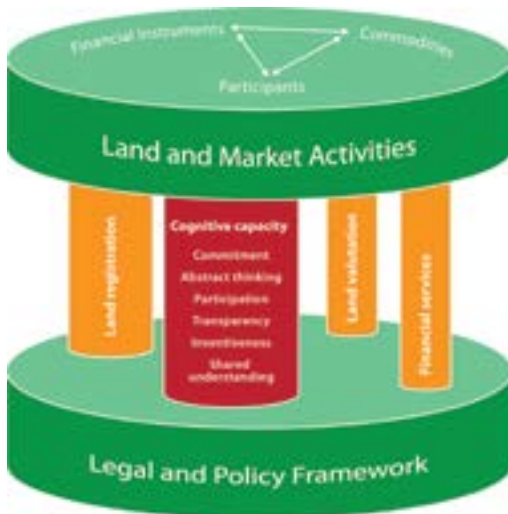 Financial Instruments
Commodities
Participants
Land and Market Activities
Land registration
Cognitive capacity
Commitment
Abstract thinking
Participation
Transparency
Inventiveness
Shared
understanding
Land valutation
Financial services
Legal and Policy Framework